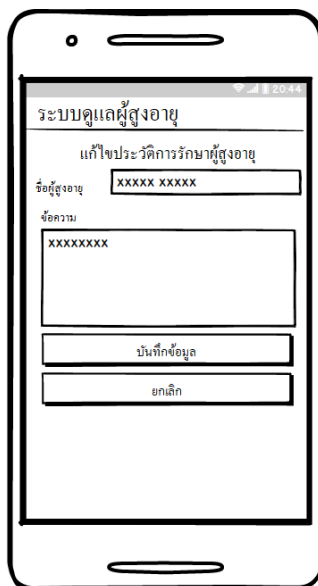 20:44
ระบบดูแลผู้สูงอายุ
แก้ไขประวัติการรักษาผู้สูงอายุ
ชื่อผู้สูงอายุ xxxxx xxxxx
ข้อความ
xxxxxxxx
บันทึกข้อมูล
ยกเลิก